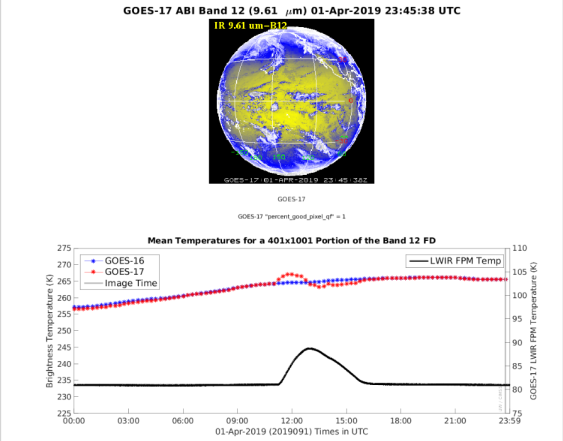 GOES-17 ABI Band 12 (9.61 μm) 01-Apr-2019 23:45:38 UTC
IR 9.61 um-B12
GOES-17 01-APR-2019 23:45:38Z
GOES-17
GOES-17 "percent_good_pixel_qf" = 1
Mean Temperatures for a 401x1001 Portion of the Band 12 FD
275
270
265
260
255
250
245
240
235
230
225
Brightness Temperature (K)
GOES-16
GOES-17
Image Time
LWIR FPM Temp
110
105
100
95
90
85
80
75
GOES-17 LWIR FPM Temperature (K)
00:00 03:00 06:00 09:00 12:00 15:00 18:00 21:00 23:59
01-Apr-2019 (2019091) Times in UTC